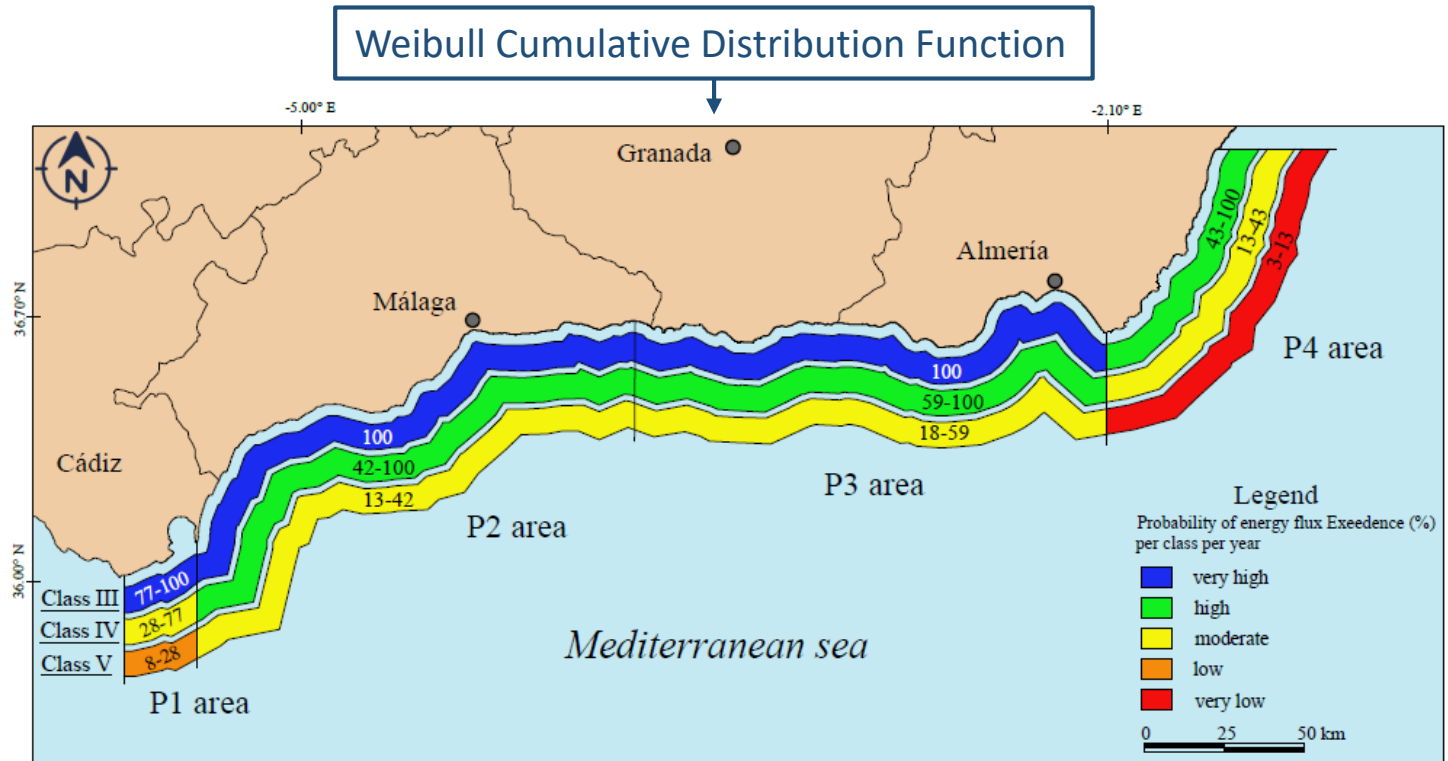 Weibull Cumulative Distribution Function
-5.00° E
-2.10° E
N
Granada
43-100
13-43
3-13
Almería
36.70° N
Málaga
P4 area
100
59-100
18-59
100
42-100
13-42
Cádiz
P3 area
P2 area
Legend
Probability of energy flux Exeedence (%)
per class per year
very high
high
moderate
low
very low
0 25 50 km
36.00° N
Class III
77-100
Class IV
28-77
Class V
8-28
Mediterranean sea
P1 area